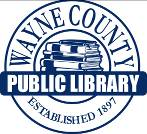 WAYNE COUNTY
PUBLIC LIBRARY
ESTABLISHED 1897